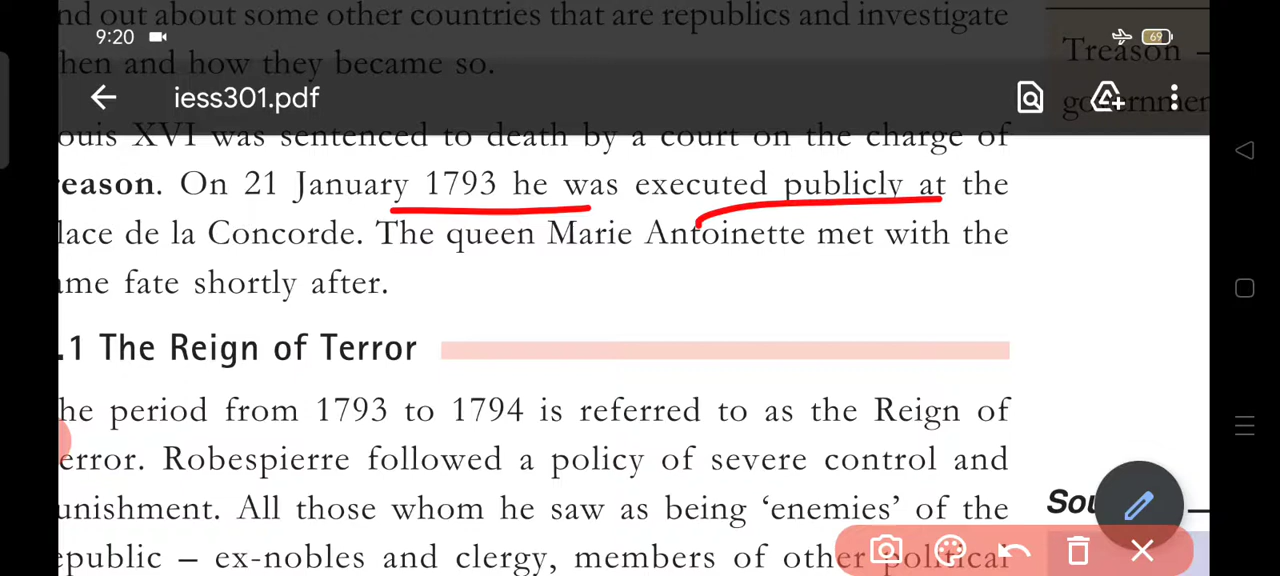 nd out about some other countries that are republics and investigate
9:20
69
hen and how they became so.
Treason –
iess301.pdf
governmen
ouis XVI was sentenced to death by a court on the charge of
reason. On 21 January 1793 he was executed publicly at the
lace de la Concorde. The queen Marie Antoinette met with the
ame fate shortly after.
.1 The Reign of Terror
he period from 1793 to 1794 is referred to as the Reign of
error. Robespierre followed a policy of severe control and
unishment. All those whom he saw as being ‘enemies’ of the
Sou
epublic – ex-nobles and clergy, members of other political